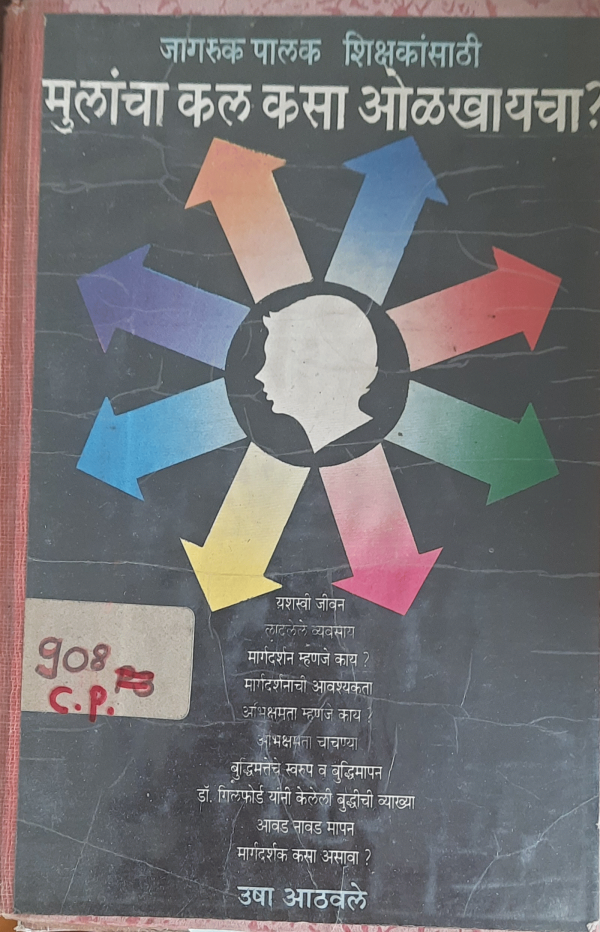 जागरुक पालक शिक्षकांसाठी
मुलांचा कल कसा ओळखायचा?
यशस्वी जीवन
लादलेले व्यवसाय
मार्गदर्शन म्हणजे काय ?
मार्गदर्शनाची आवश्यकता
अभिक्षमता म्हणजे काय ?
अभिक्षमता चाचण्या
बुद्धिमत्तेचे स्वरुप व बुद्धिमापन
डॉ. गिलफोर्ड यांनी केलेली बुद्धीची व्याख्या
आवड नावड मापन
मार्गदर्शक कसा असावा ?
उषा आठवले
C.P.